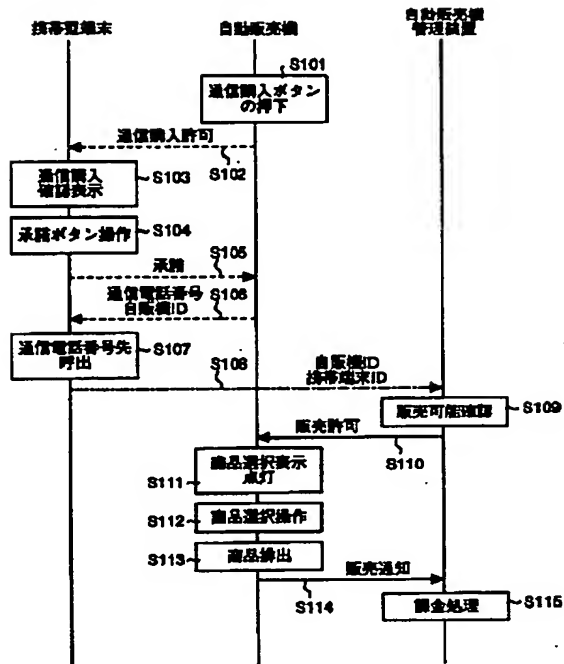 携帯型端末
自動販売機
自動販売機
管理装置
S101
通信購入ボタン
の押下
通信購入許可
S102
通信購入
確認表示
S103
承諾ボタン操作
S104
承諾
S105
通信電話番号
自販機ID
S106
通信電話番号先
呼出
S107
S108
自販機ID
携帯端末ID
販売可能確認
S109
販売許可
S110
商品選択表示
点灯
S111
商品選択操作
S112
商品排出
S113
販売通知
S114
課金処理
S115